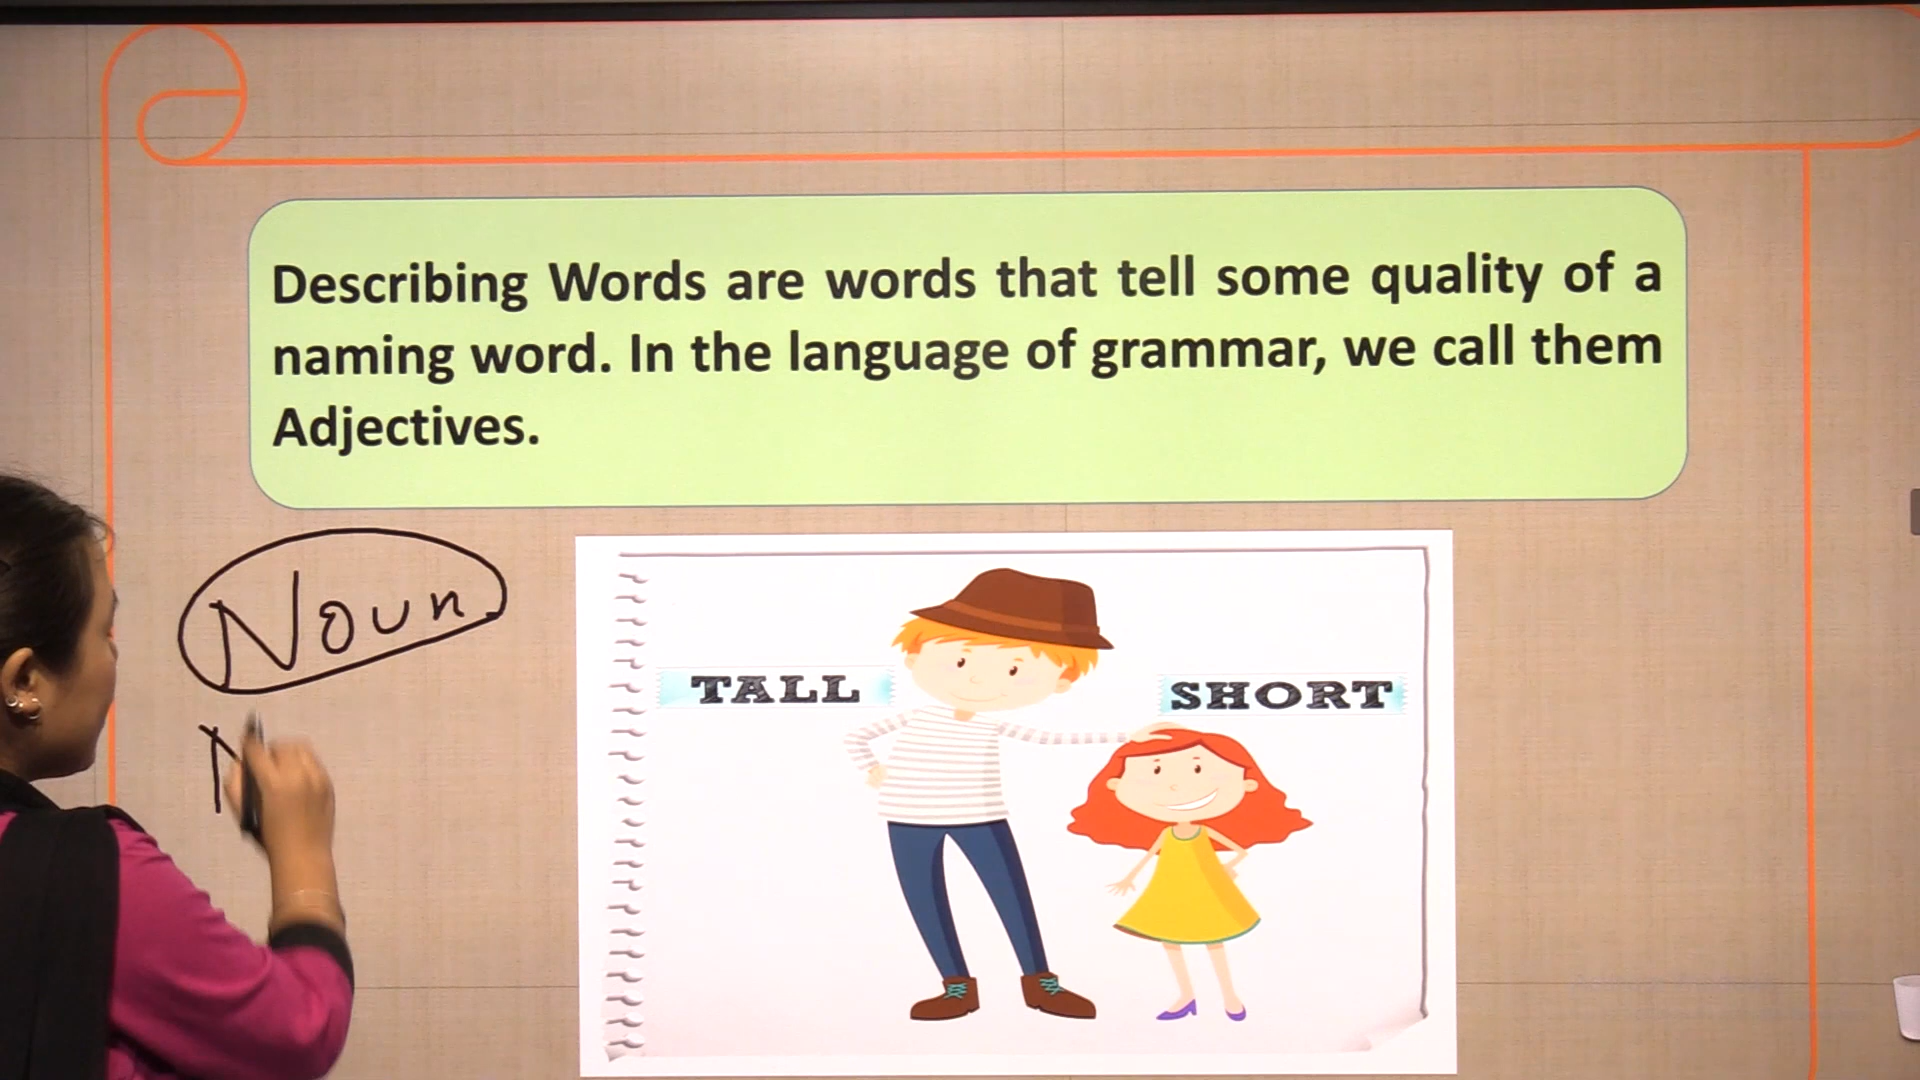 Describing Words are words that tell some quality of a
naming word. In the language of grammar, we call them
Adjectives.
Noun
N
TALL
SHORT